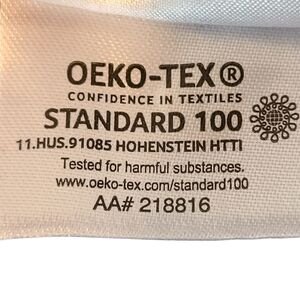 OEKO-TEX®
CONFIDENCE IN TEXTILES
STANDARD 100
11.HUS.91085 HOHENSTEIN HTTI
Tested for harmful substances.
www.oeko-tex.com/standard100
AA# 218816